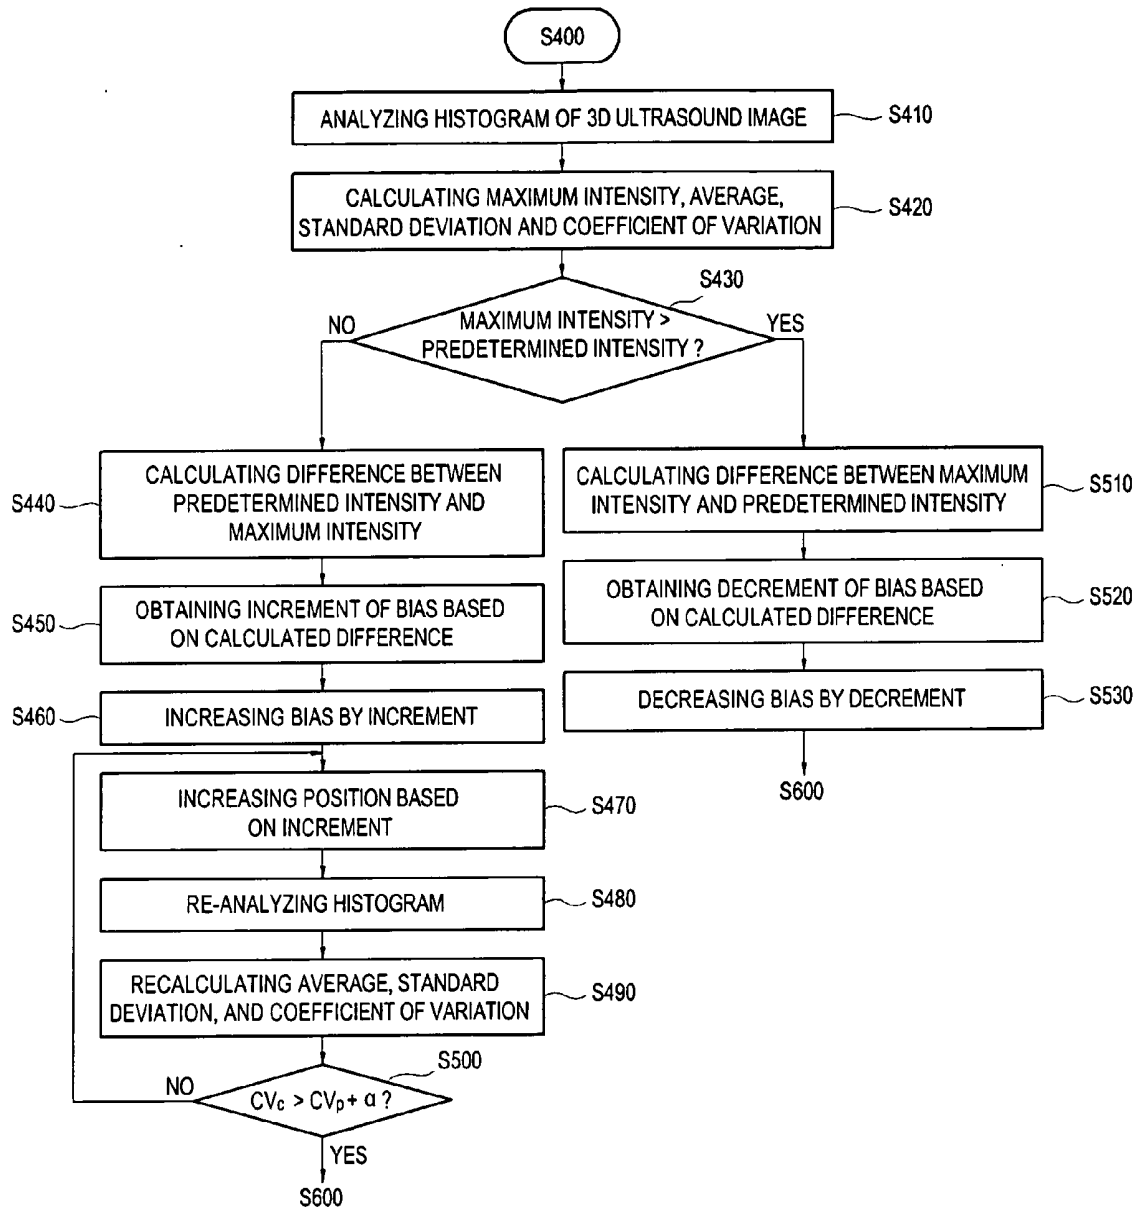 S400
ANALYZING HISTOGRAM OF 3D ULTRASOUND IMAGE
S410
CALCULATING MAXIMUM INTENSITY, AVERAGE,
STANDARD DEVIATION AND COEFFICIENT OF VARIATION
S420
S430
MAXIMUM INTENSITY >
PREDETERMINED INTENSITY ?
NO
YES
S440
CALCULATING DIFFERENCE BETWEEN
PREDETERMINED INTENSITY AND
MAXIMUM INTENSITY
CALCULATING DIFFERENCE BETWEEN MAXIMUM
INTENSITY AND PREDETERMINED INTENSITY
S510
S450
OBTAINING INCREMENT OF BIAS BASED
ON CALCULATED DIFFERENCE
OBTAINING DECREMENT OF BIAS BASED
ON CALCULATED DIFFERENCE
S520
S460
INCREASING BIAS BY INCREMENT
DECREASING BIAS BY DECREMENT
S530
S600
INCREASING POSITION BASED
ON INCREMENT
S470
RE-ANALYZING HISTOGRAM
S480
RECALCULATING AVERAGE, STANDARD
DEVIATION, AND COEFFICIENT OF VARIATION
S490
S500
NO
CVc > CVp + α ?
YES
S600